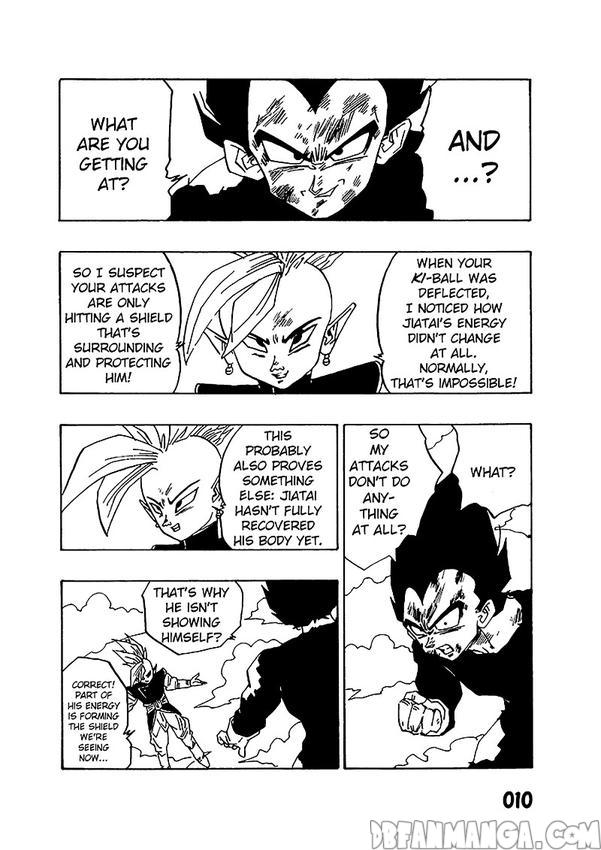 AND
...?
WHAT
ARE YOU
GETTING
AT?
WHEN YOUR
KI-BALL WAS
DEFLECTED,
I NOTICED HOW
JIATAI'S ENERGY
DIDN'T CHANGE
AT ALL.
NORMALLY,
THAT'S IMPOSSIBLE!
SO I SUSPECT
YOUR ATTACKS
ARE ONLY
HITTING A SHIELD
THAT'S
SURROUNDING
AND PROTECTING
HIM!
WHAT?
SO
MY
ATTACKS
DON'T DO
ANY-
THING
AT ALL?
THIS
PROBABLY
ALSO PROVES
SOMETHING
ELSE: JIATAI
HASN'T FULLY
RECOVERED
HIS BODY YET.
THAT'S WHY
HE ISN'T
SHOWING
HIMSELF?
CORRECT!
PART OF
HIS ENERGY
IS FORMING
THE SHIELD
WE'RE
SEEING
NOW...
010
DBFANMANGA.COM